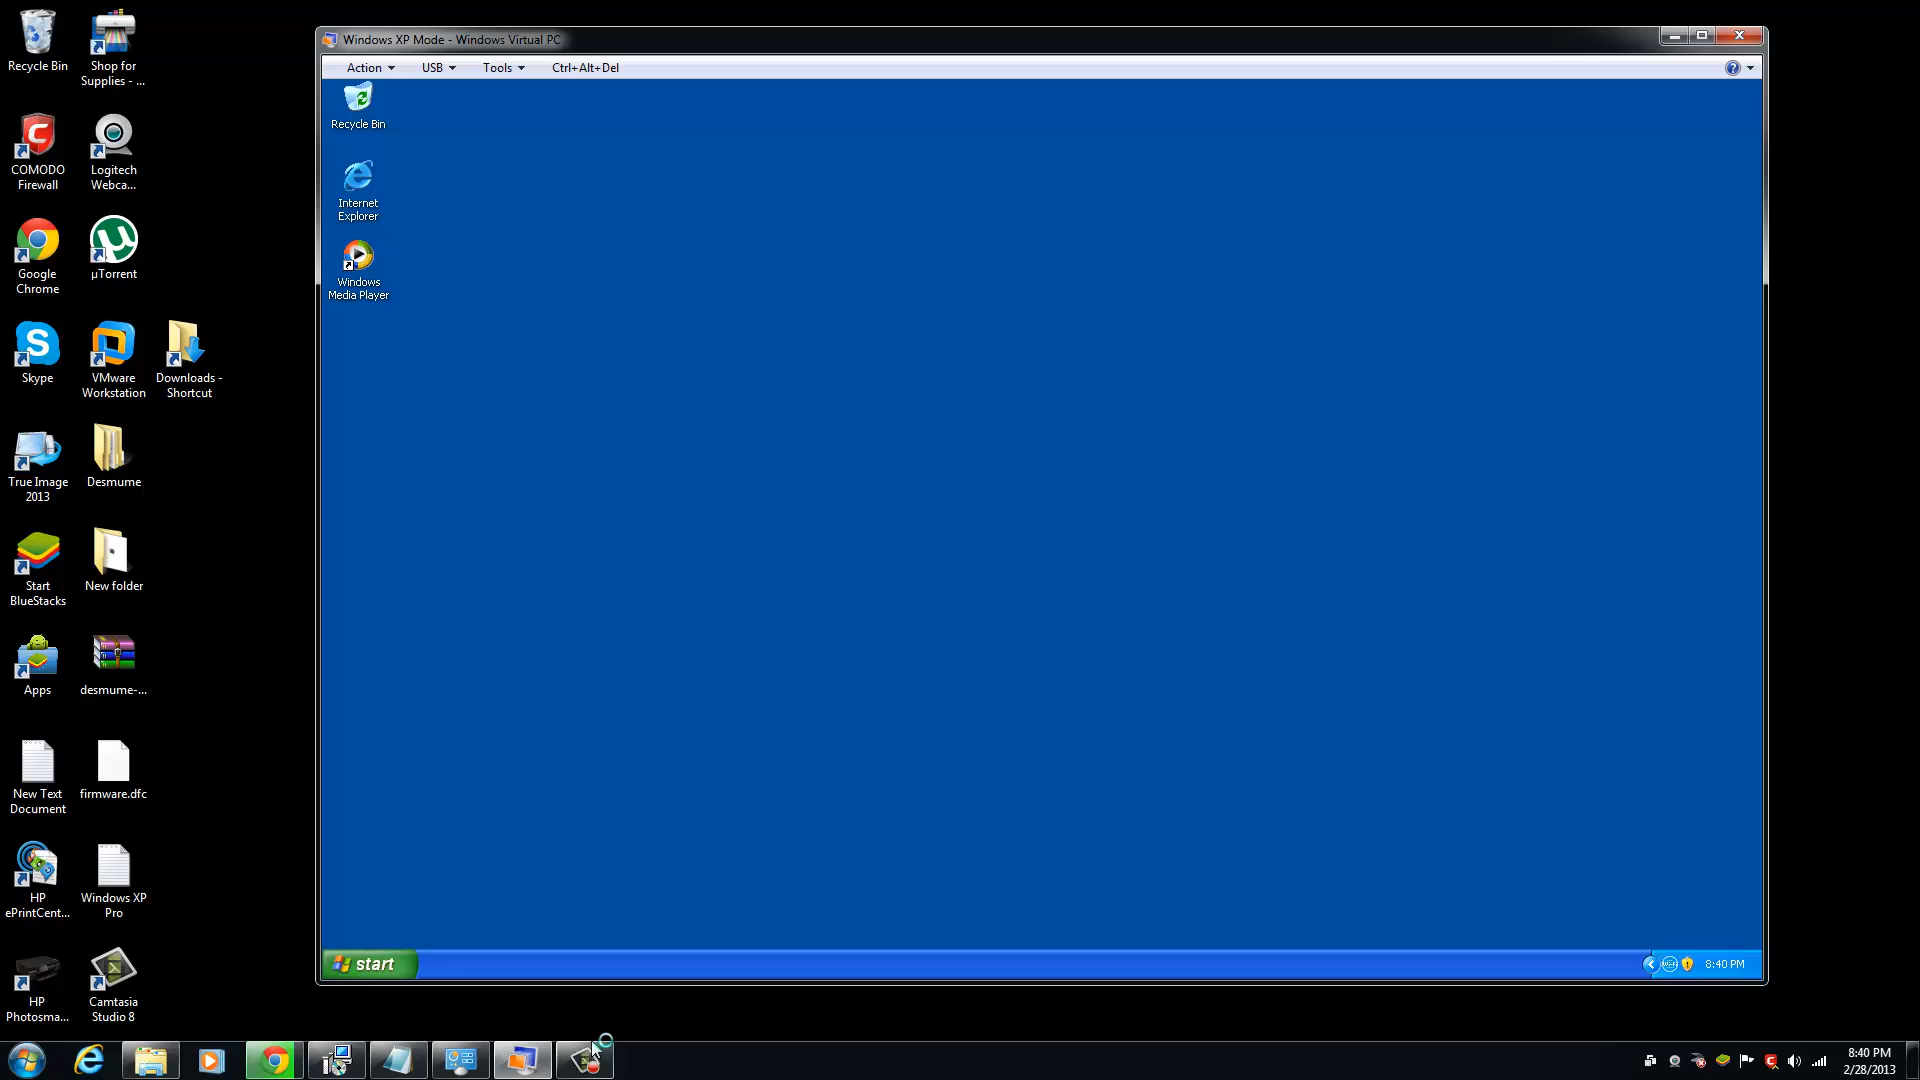 Recycle Bin
Shop for
Supplies - ...
COMODO
Firewall
Logitech
Webca...
Google
Chrome
µTorrent
Skype
VMware
Workstation
Downloads -
Shortcut
True Image
2013
Desmume
Start
BlueStacks
New folder
Apps
desmume-...
New Text
Document
firmware.dfc
HP
ePrintCent...
Windows XP
Pro
HP
Photosma...
Camtasia
Studio 8
Windows XP Mode - Windows Virtual PC
Action USB Tools Ctrl+Alt+Del
Recycle Bin
Internet
Explorer
Windows
Media Player
start
8:40 PM
8:40 PM
2/28/2013